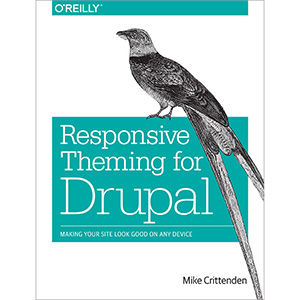 O'REILLY®
Responsive
Theming for
Drupal
MAKING YOUR SITE LOOK GOOD ON ANY DEVICE
Mike Crittenden